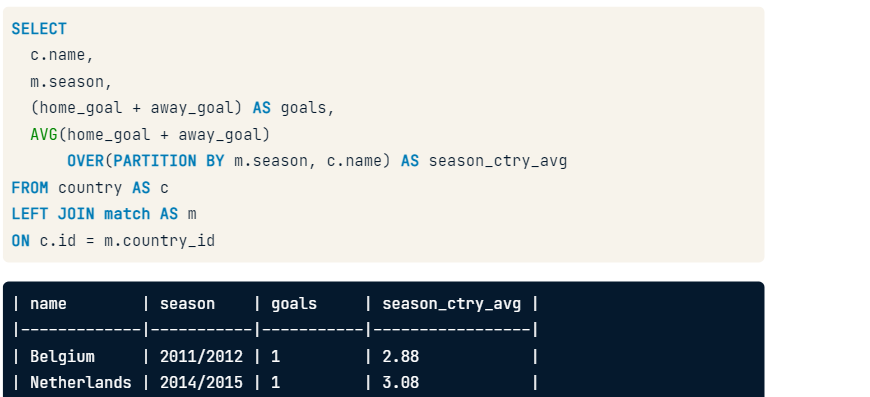 SELECT
c.name,
m.season,
(home_goal + away_goal) AS goals,
AVG(home_goal + away_goal)
OVER(PARTITION BY m.season, c.name) AS season_ctry_avg
FROM country AS c
LEFT JOIN match AS m
ON c.id = m.country_id
| name | season | goals | season_ctry_avg |
|-------------|-----------|-----------|-----------------|
| Belgium | 2011/2012 | 1 | 2.88 |
| Netherlands | 2014/2015 | 1 | 3.08 |